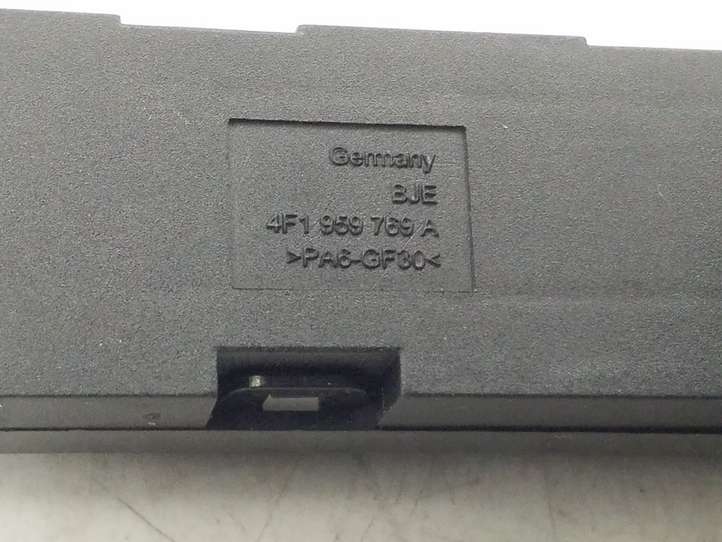 Germany
BJE
4F1 959 769 A
>PA6-GF30<